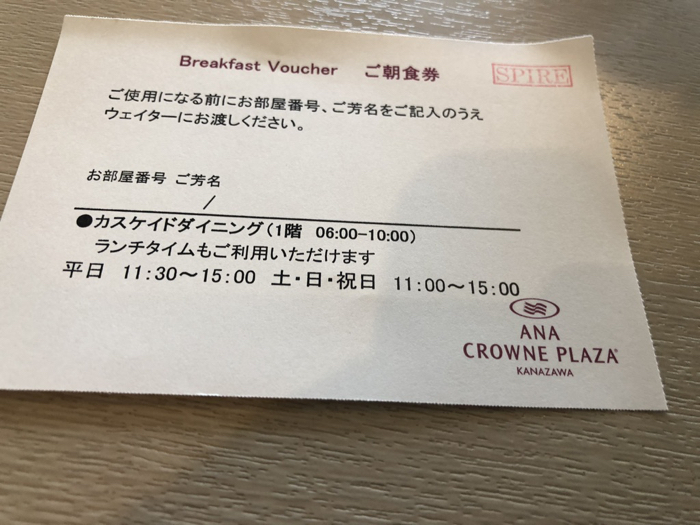 Breakfast Voucher ご朝食券
SPIRE
ご使用になる前にお部屋番号、ご芳名をご記入のうえ
ウェイターにお渡しください。
お部屋番号 ご芳名
/
●カスケイドダイニング(1階 06:00-10:00)
ランチタイムもご利用いただけます
平日 11:30～15:00 土・日・祝日 11:00～15:00
ANA
CROWNE PLAZA
KANAZAWA